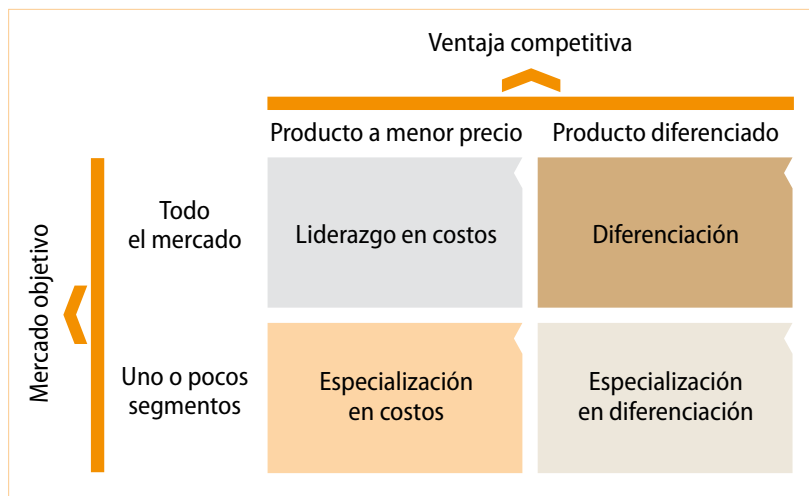 Ventaja competitiva
Producto a menor precio
Producto diferenciado
Mercado objetivo
Todo
el mercado
Liderazgo en costos
Diferenciación
Uno o pocos
segmentos
Especialización
en costos
Especialización
en diferenciación